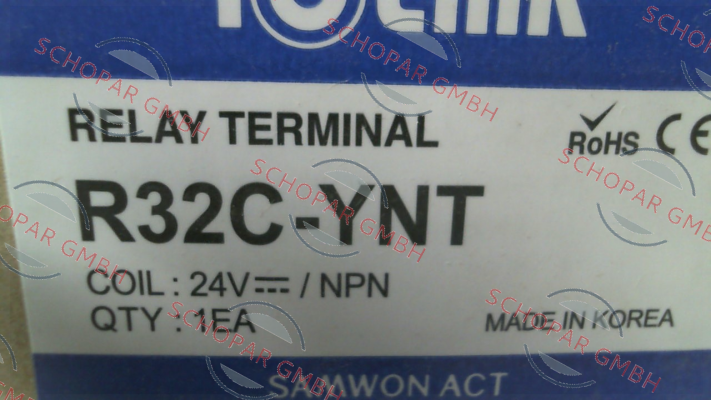 RELAY TERMINAL
RoHS CE
R32C-YNT
COIL : 24V⎓ / NPN
QTY : 1EA
MADE IN KOREA
SAMWON ACT
SCHOPAR GMBH